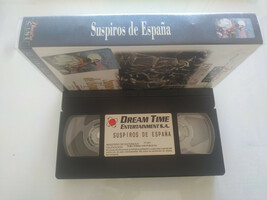 Suspiros de España
DREAM TIME
ENTERTAINMENT S.A.
SUSPIROS DE ESPAÑA